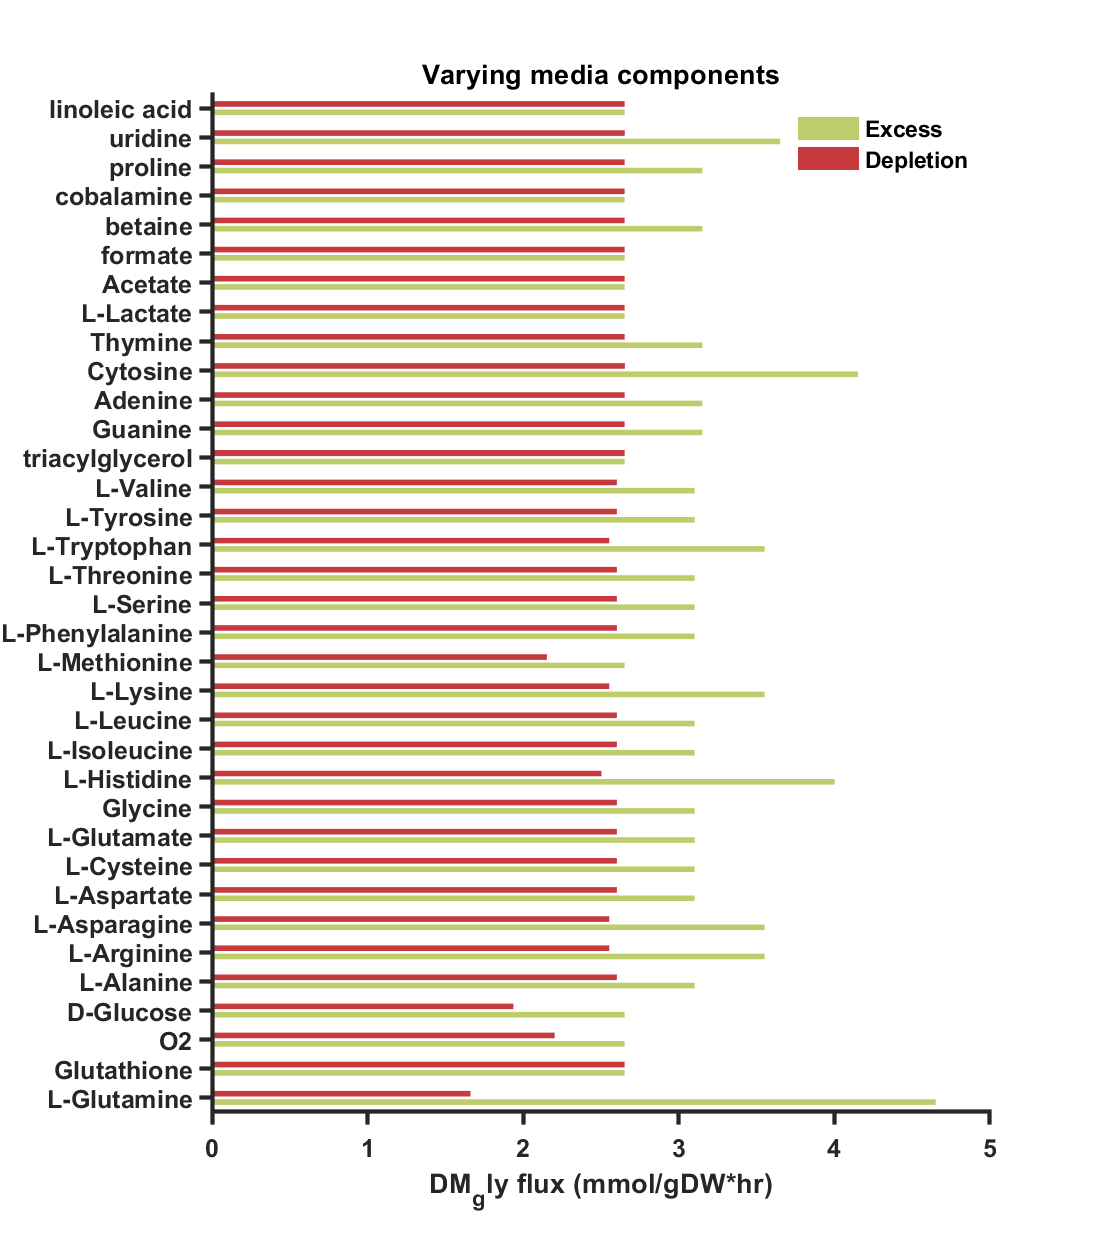 Varying media components
Excess
Depletion
linoleic acid
uridine
proline
cobalamine
betaine
formate
Acetate
L-Lactate
Thymine
Cytosine
Adenine
Guanine
triacylglycerol
L-Valine
L-Tyrosine
L-Tryptophan
L-Threonine
L-Serine
L-Phenylalanine
L-Methionine
L-Lysine
L-Leucine
L-Isoleucine
L-Histidine
Glycine
L-Glutamate
L-Cysteine
L-Aspartate
L-Asparagine
L-Arginine
L-Alanine
D-Glucose
O2
Glutathione
L-Glutamine
0 1 2 3 4 5
DMgly flux (mmol/gDW*hr)